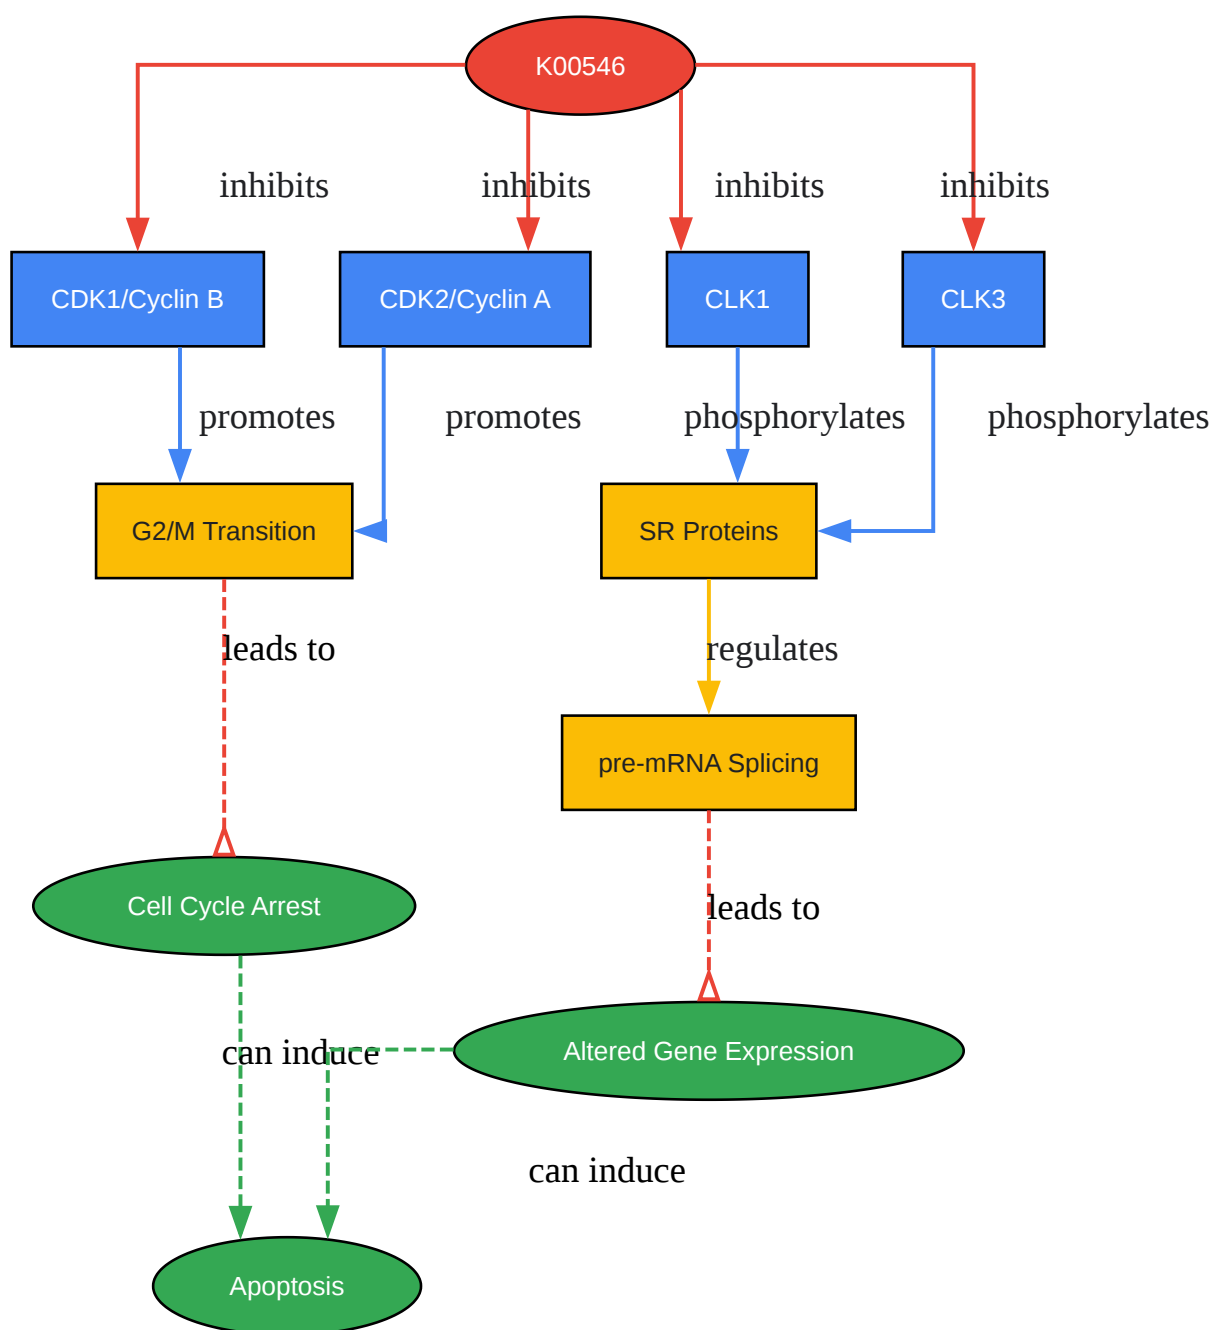 K00546
inhibits
inhibits
inhibits
inhibits
CDK1/Cyclin B
CDK2/Cyclin A
CLK1
CLK3
promotes
promotes
phosphorylates
phosphorylates
G2/M Transition
SR Proteins
leads to
regulates
pre-mRNA Splicing
Cell Cycle Arrest
leads to
can induce
Altered Gene Expression
can induce
Apoptosis